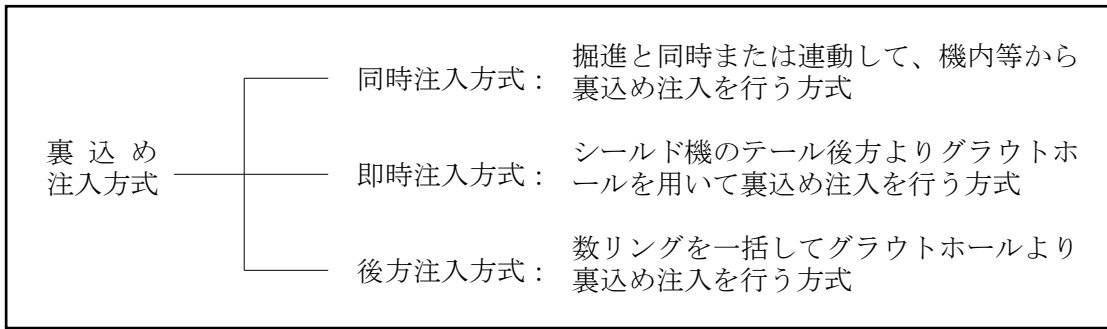 裏込め
注入方式
同時注入方式：
掘進と同時または連動して、機内等から
裏込め注入を行う方式
即時注入方式：
シールド機のテール後方よりグラウトホ
ールを用いて裏込め注入を行う方式
後方注入方式：
数リングを一括してグラウトホールより
裏込め注入を行う方式